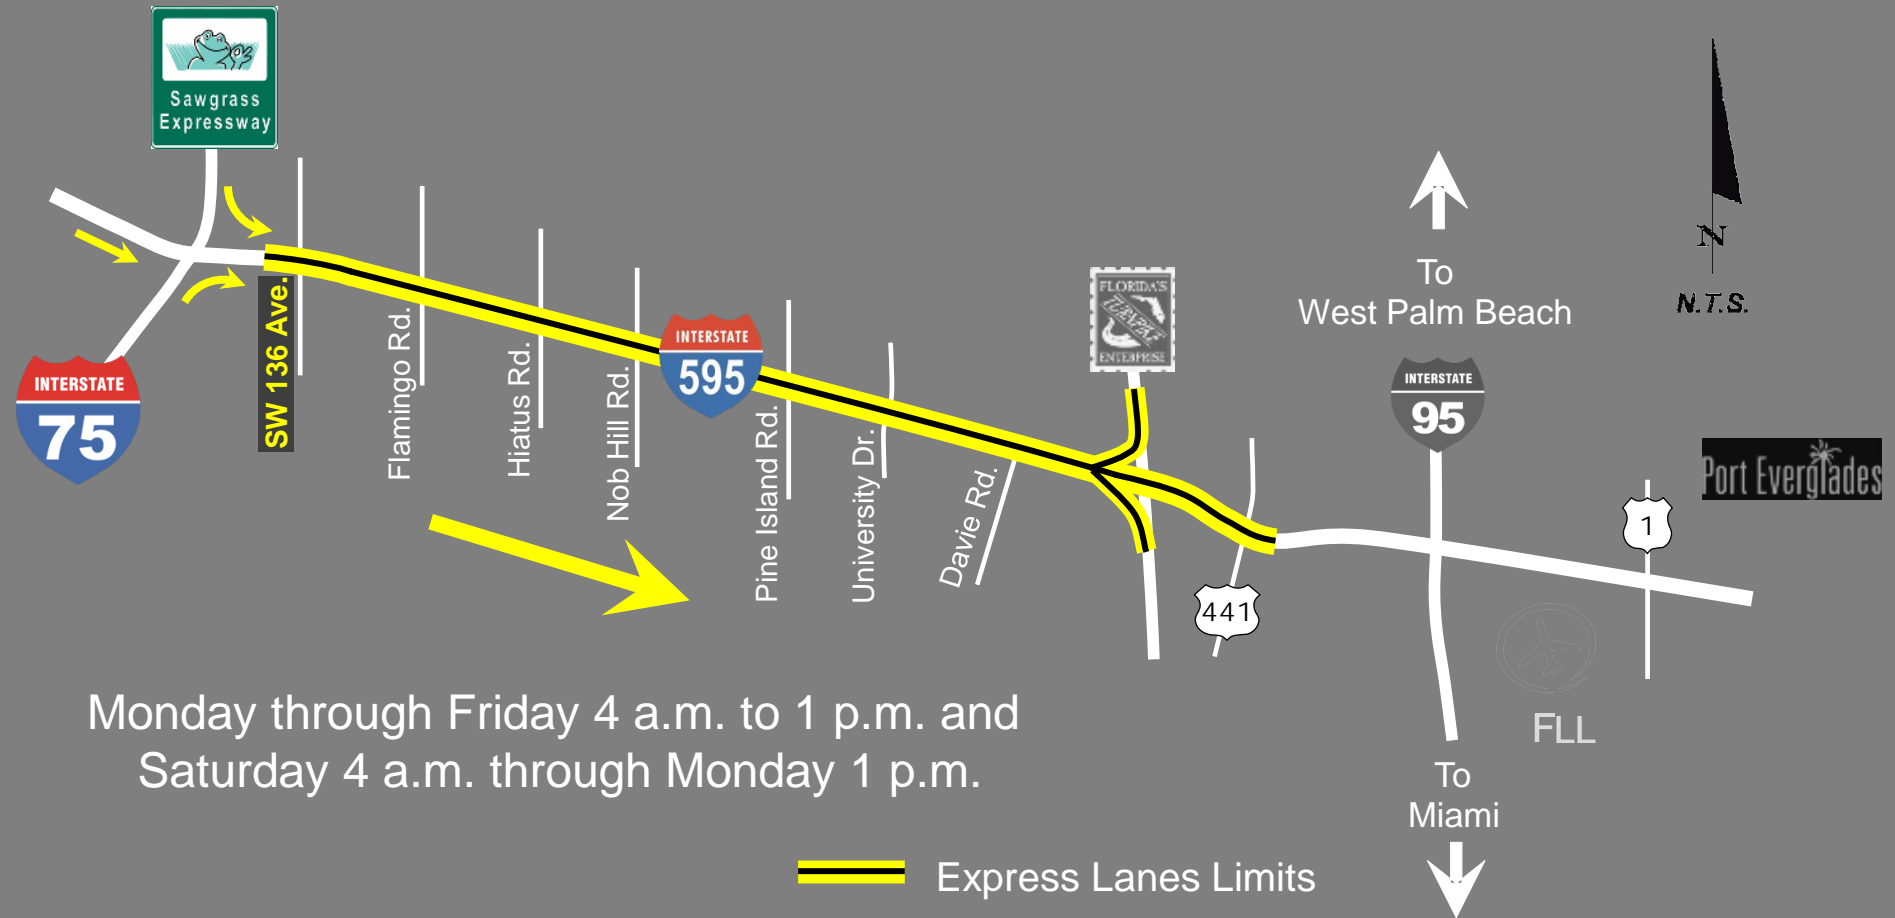 Sawgrass
Expressway
INTERSTATE
75
SW 136 Ave.
Flamingo Rd.
Hiatus Rd.
Nob Hill Rd.
INTERSTATE
595
Pine Island Rd.
University Dr.
Davie Rd.
FLORIDA'S
TURNPIKE
ENTERPRISE
441
To
West Palm Beach
INTERSTATE
95
N
N.T.S.
Port Everglades
1
FLL
To
Miami
Monday through Friday 4 a.m. to 1 p.m. and
Saturday 4 a.m. through Monday 1 p.m.
Express Lanes Limits